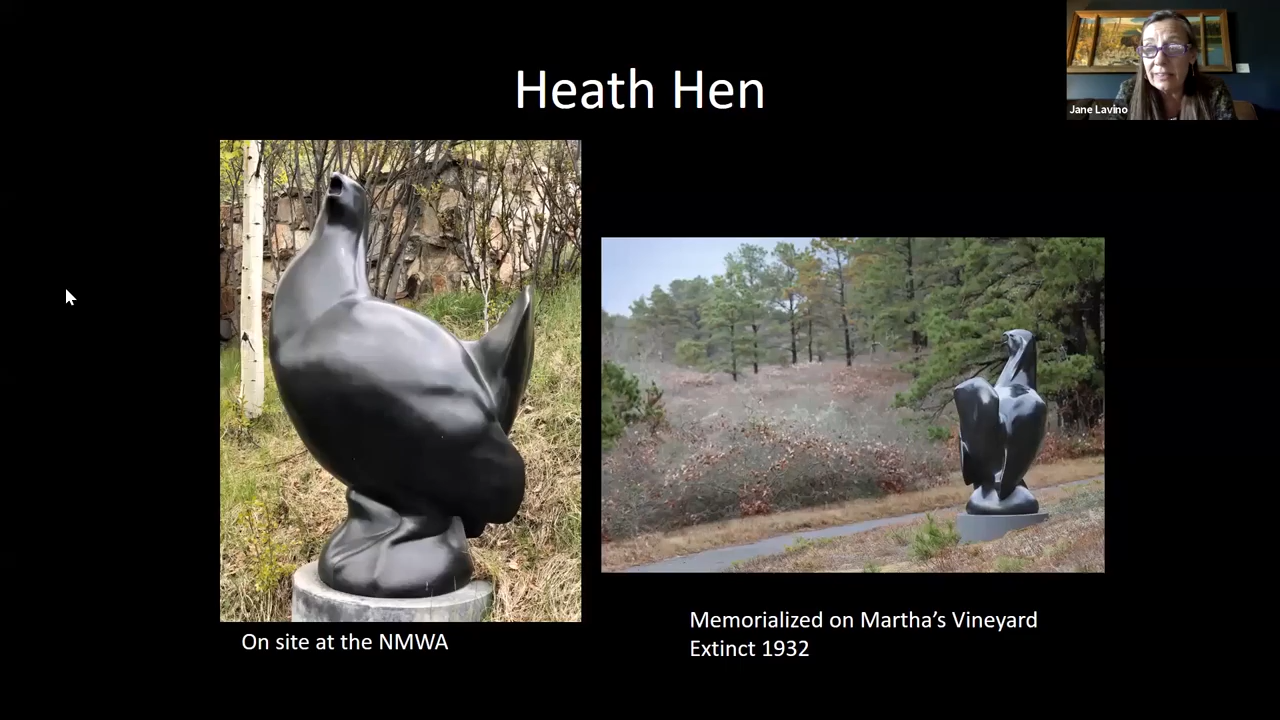 Heath Hen
Jane Lavino
On site at the NMWA
Memorialized on Martha's Vineyard
Extinct 1932